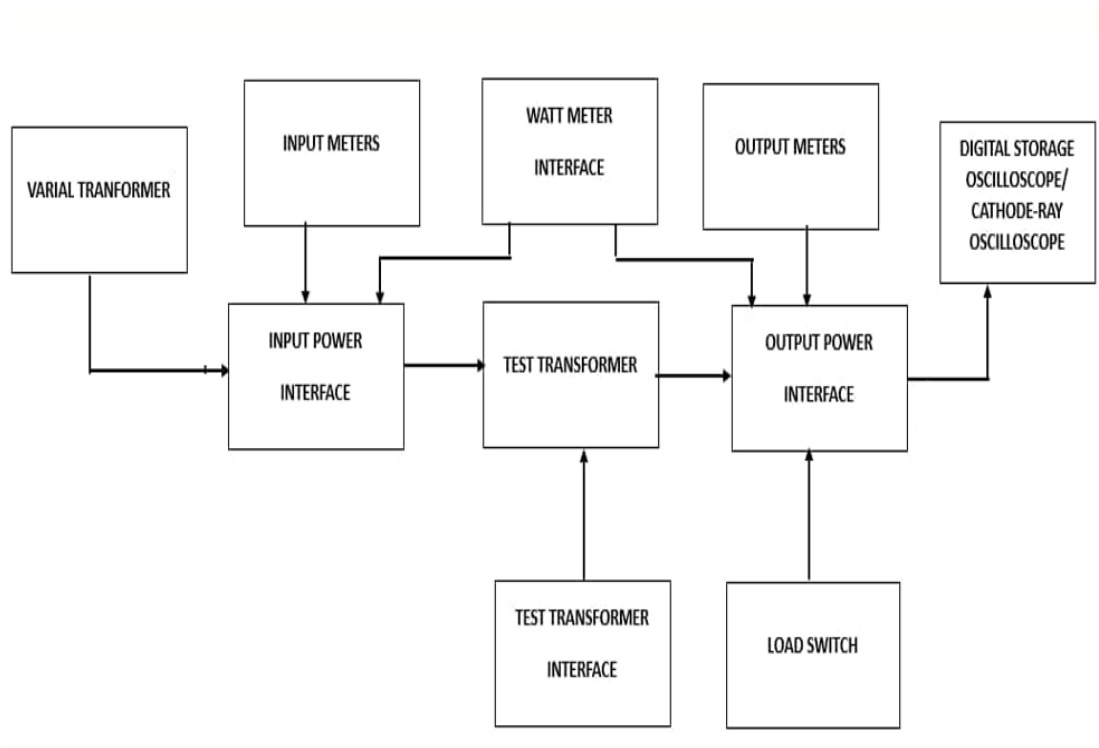 VARIAL TRANFORMER
INPUT METERS
WATT METER
INTERFACE
OUTPUT METERS
DIGITAL STORAGE
OSCILLOSCOPE/
CATHODE-RAY
OSCILLOSCOPE
INPUT POWER
INTERFACE
TEST TRANSFORMER
OUTPUT POWER
INTERFACE
TEST TRANSFORMER
INTERFACE
LOAD SWITCH